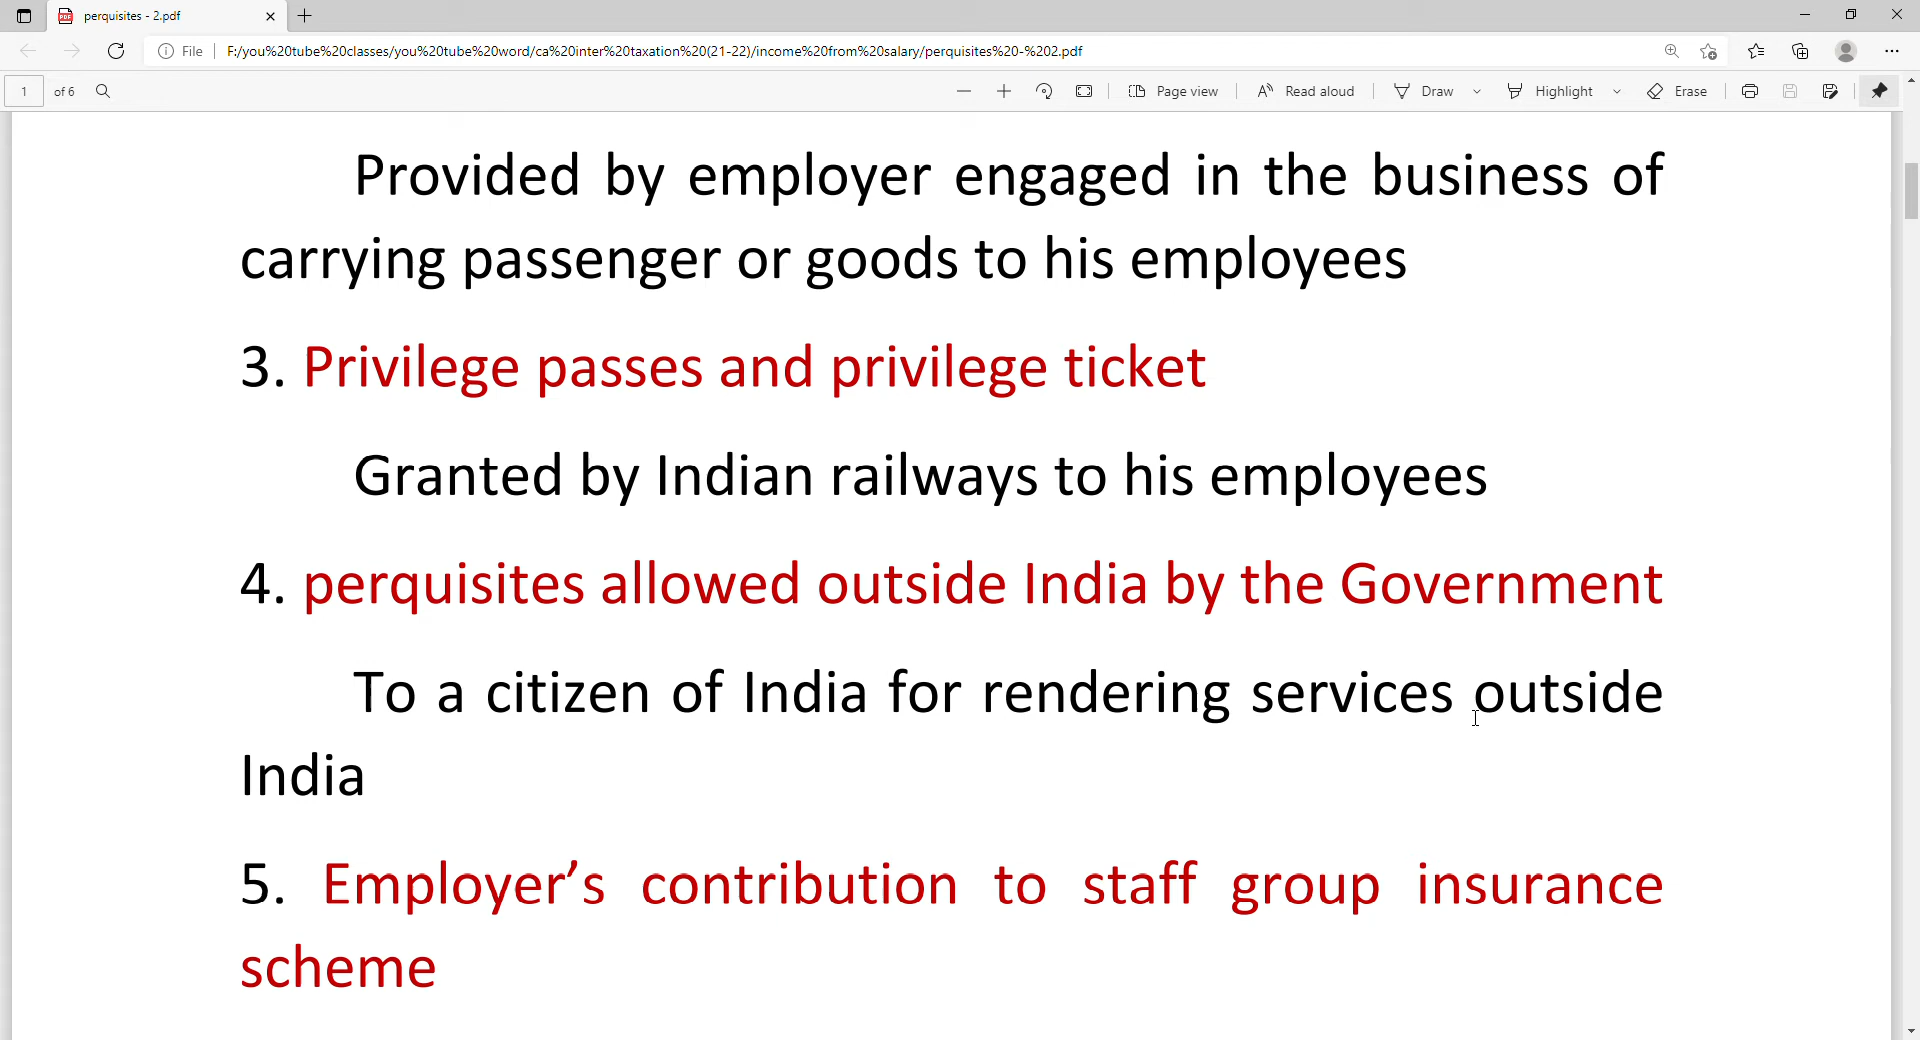 perquisites - 2.pdf
File
F:/you%20tube%20classes/you%20tube%20word/ca%20inter%20taxation%20(21-22)/income%20from%20salary/perquisites%20-%202.pdf
1 of 6
Page view
Read aloud
Draw
Highlight
Erase
Provided by employer engaged in the business of
carrying passenger or goods to his employees
3. Privilege passes and privilege ticket
Granted by Indian railways to his employees
4. perquisites allowed outside India by the Government
To a citizen of India for rendering services outside
India
5. Employer’s contribution to staff group insurance
scheme